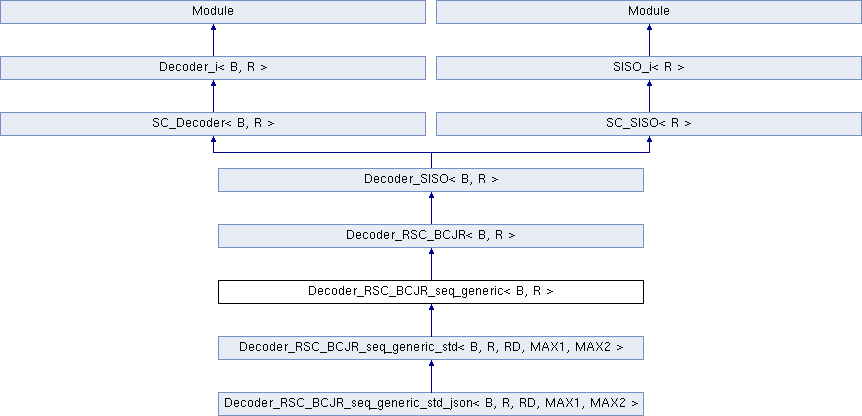 Module
Module
Decoder_i< B, R >
SISO_i< R >
SC_Decoder< B, R >
SC_SISO< R >
Decoder_SISO< B, R >
Decoder_RSC_BCJR< B, R >
Decoder_RSC_BCJR_seq_generic< B, R >
Decoder_RSC_BCJR_seq_generic_std< B, R, RD, MAX1, MAX2 >
Decoder_RSC_BCJR_seq_generic_std_json< B, R, RD, MAX1, MAX2 >